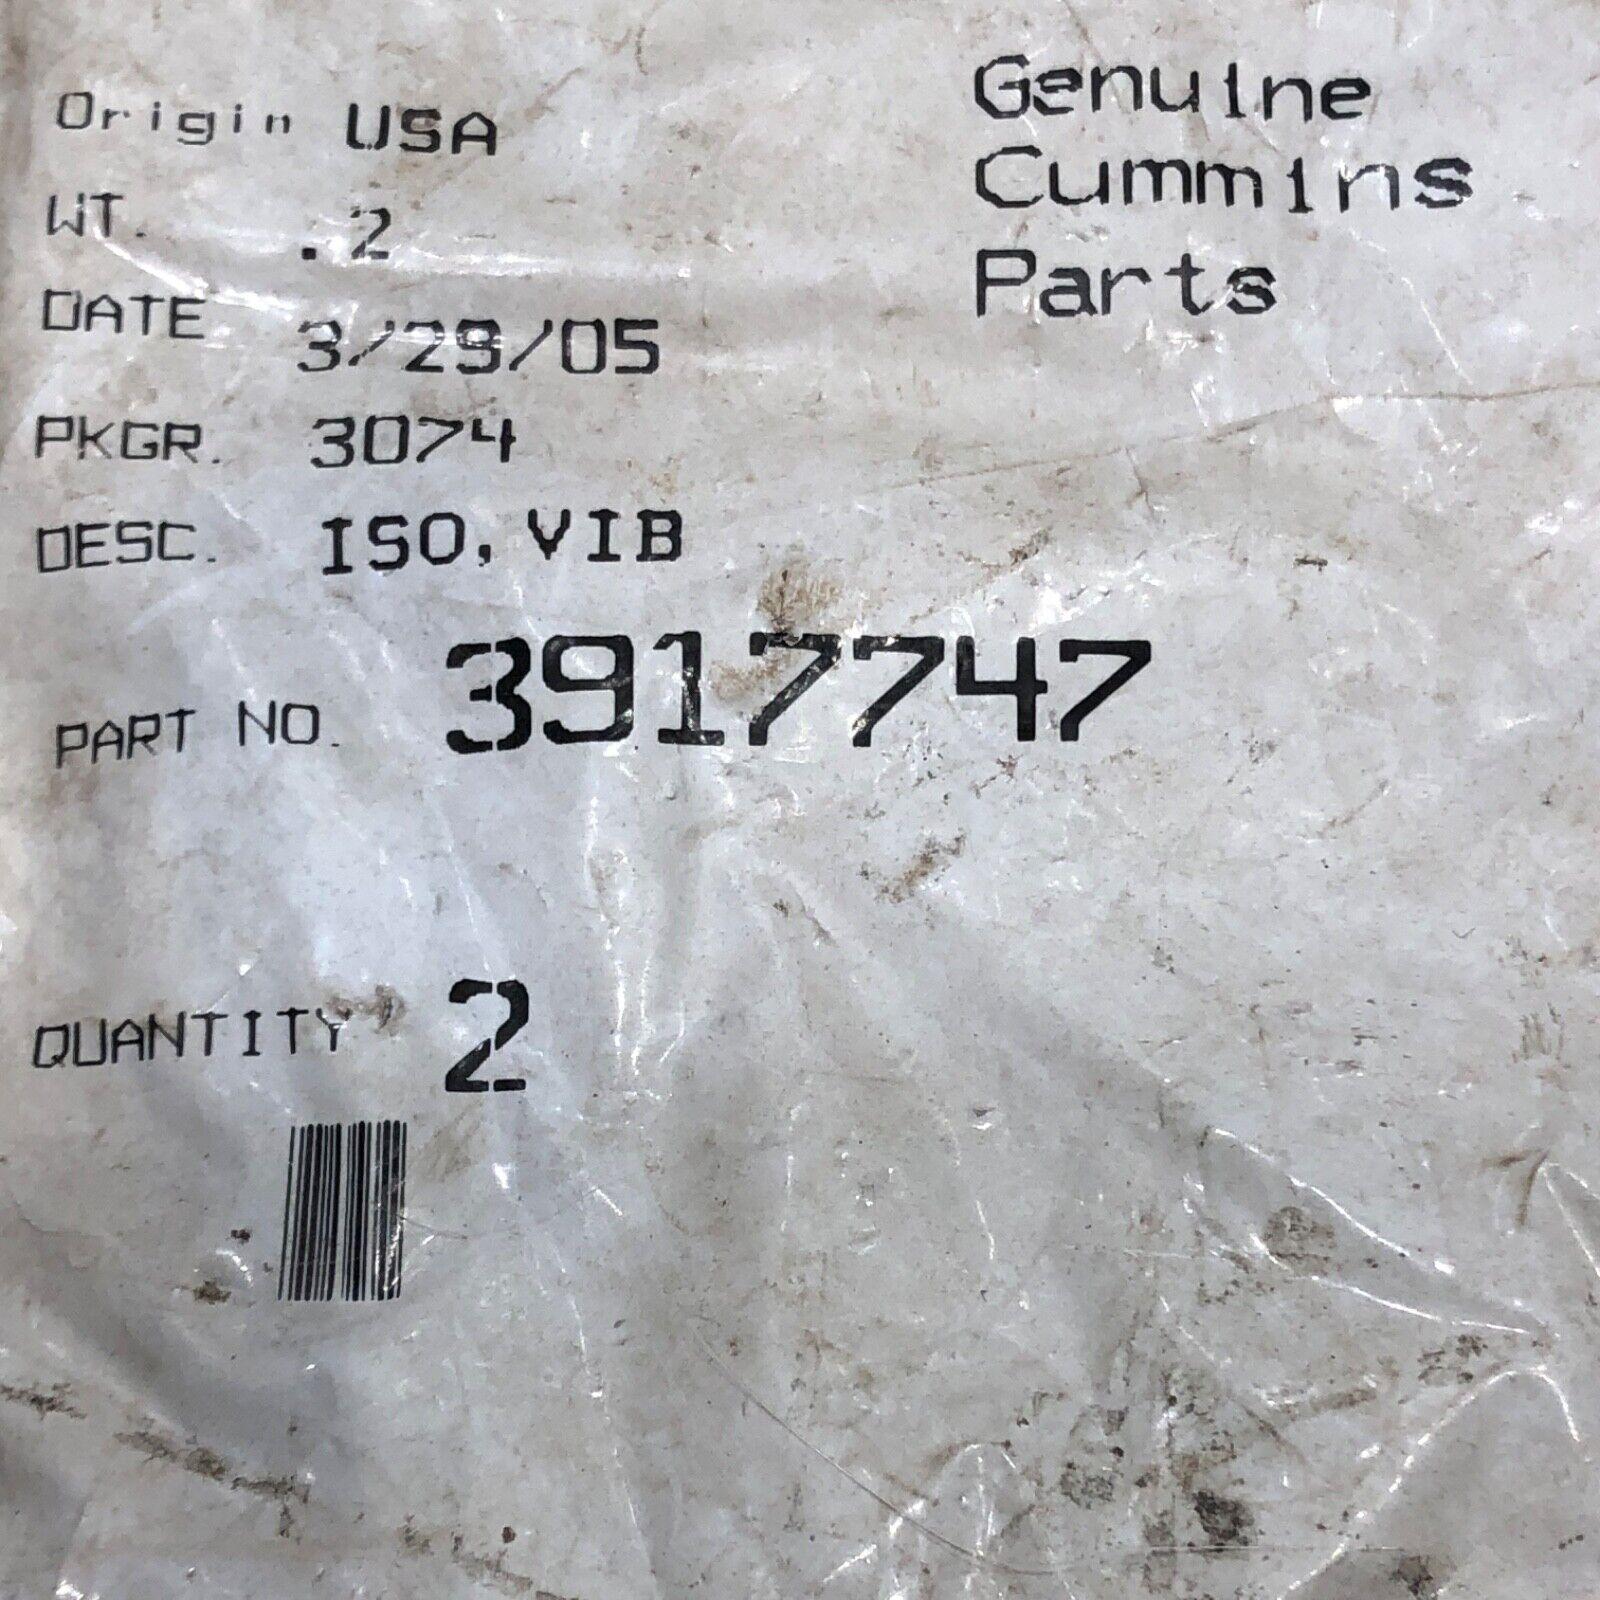 Genuine
Cummins
Parts
Origin USA
WT. .2
DATE 3/29/05
PKGR. 3074
DESC. ISO, VIB
PART NO. 3917747
QUANTITY 2